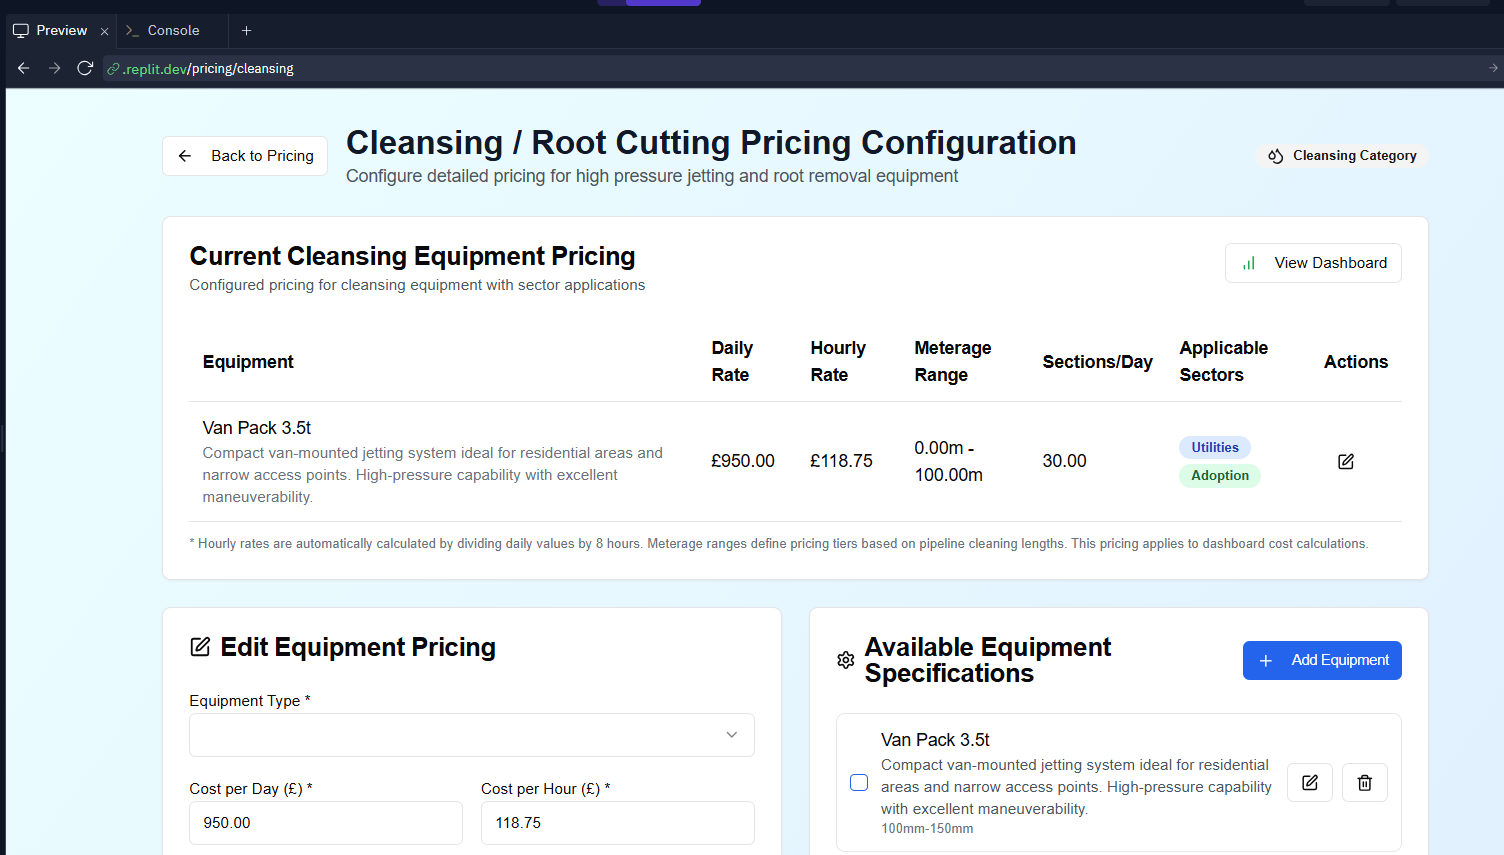 Preview
Console
.replit.dev/pricing/cleansing
Back to Pricing
Cleansing / Root Cutting Pricing Configuration
Configure detailed pricing for high pressure jetting and root removal equipment
Cleansing Category
Current Cleansing Equipment Pricing
Configured pricing for cleansing equipment with sector applications
View Dashboard
Equipment
Daily
Rate
Hourly
Rate
Meterage
Range
Sections/Day
Applicable
Sectors
Actions
Van Pack 3.5t
Compact van-mounted jetting system ideal for residential areas and
narrow access points. High-pressure capability with excellent
maneuverability.
£950.00
£118.75
0.00m -
100.00m
30.00
Utilities
Adoption
* Hourly rates are automatically calculated by dividing daily values by 8 hours. Meterage ranges define pricing tiers based on pipeline cleaning lengths. This pricing applies to dashboard cost calculations.
Edit Equipment Pricing
Equipment Type *
Cost per Day (£) *
950.00
Cost per Hour (£) *
118.75
Available Equipment
Specifications
Add Equipment
Van Pack 3.5t
Compact van-mounted jetting system ideal for residential
areas and narrow access points. High-pressure capability
with excellent maneuverability.
100mm-150mm